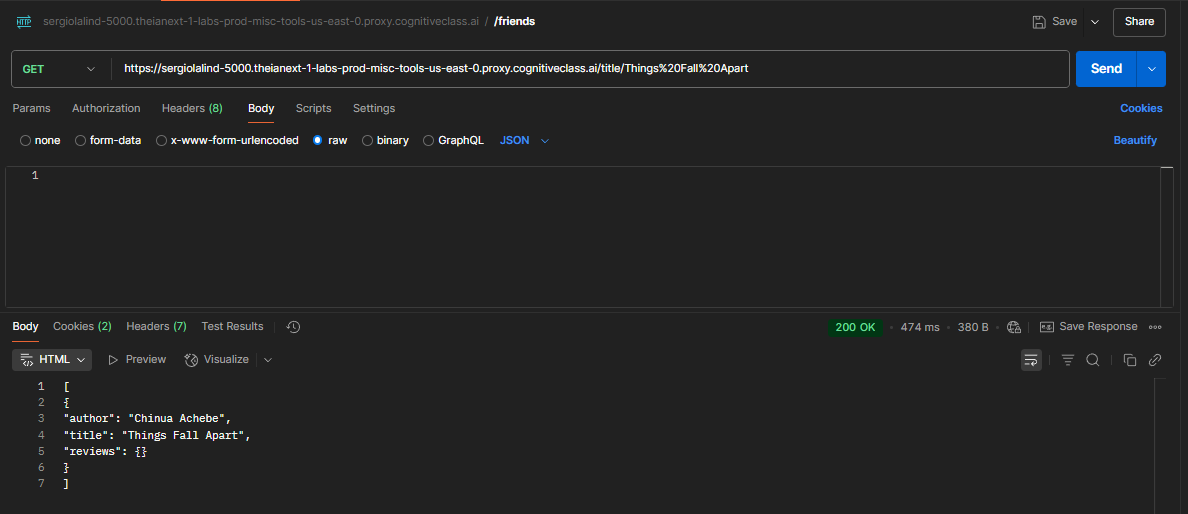 HTTP sergiolalind-5000.theianext-1-labs-prod-misc-tools-us-east-0.proxy.cognitiveclass.ai / /friends Save Share
GET https://sergiolalind-5000.theianext-1-labs-prod-misc-tools-us-east-0.proxy.cognitiveclass.ai/title/Things%20Fall%20Apart Send
Params Authorization Headers (8) Body Scripts Settings Cookies
none form-data x-www-form-urlencoded raw binary GraphQL JSON Beautify
1
Body Cookies (2) Headers (7) Test Results 200 OK • 474 ms • 380 B • Save Response
HTML Preview Visualize
1 [
2 {
3 "author": "Chinua Achebe",
4 "title": "Things Fall Apart",
5 "reviews": {}
6 }
7 ]